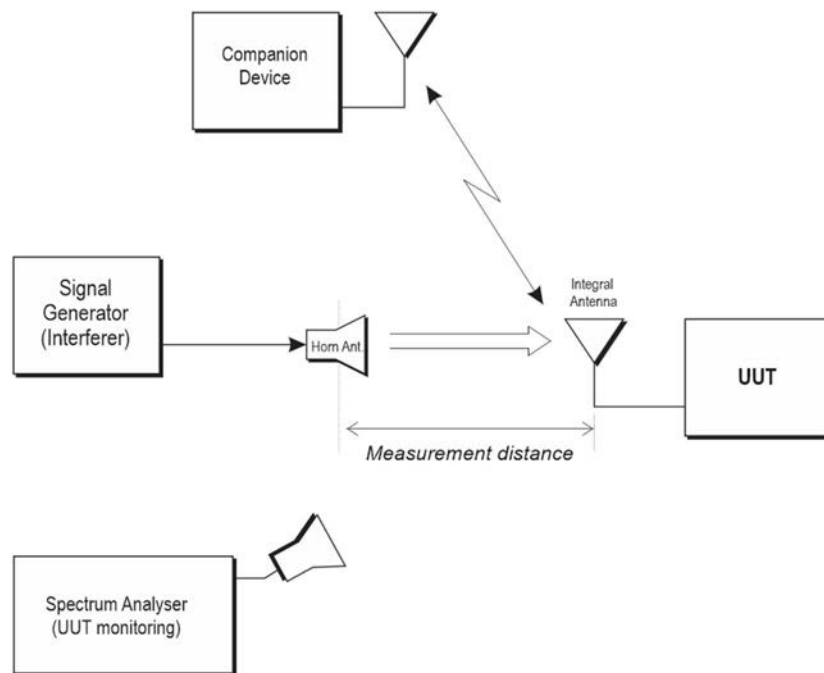 Companion
Device
Signal
Generator
(Interferer)
Horn Ant.
Integral
Antenna
UUT
Measurement distance
Spectrum Analyser
(UUT monitoring)